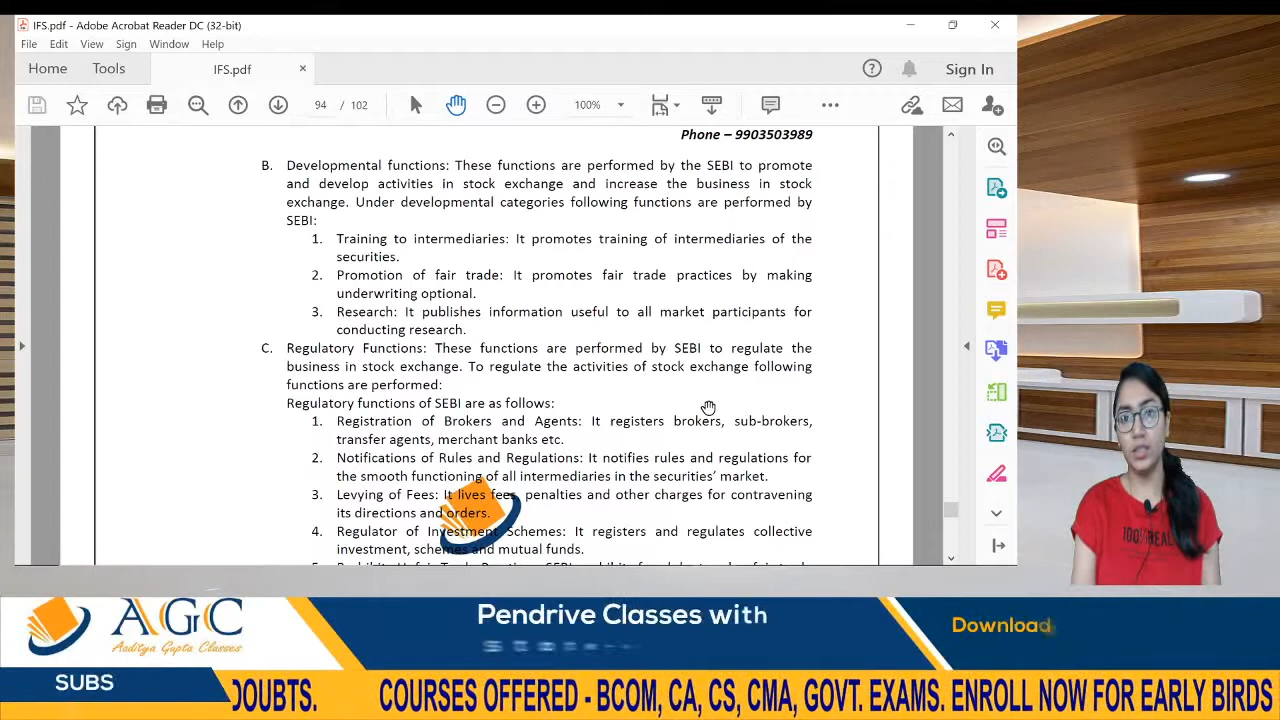 IFS.pdf - Adobe Acrobat Reader DC (32-bit)
File Edit View Sign Window Help
Home Tools IFS.pdf × Sign In
94 / 102 100%
Phone – 9903503989
B. Developmental functions: These functions are performed by the SEBI to promote
and develop activities in stock exchange and increase the business in stock
exchange. Under developmental categories following functions are performed by
SEBI:
1. Training to intermediaries: It promotes training of intermediaries of the
securities.
2. Promotion of fair trade: It promotes fair trade practices by making
underwriting optional.
3. Research: It publishes information useful to all market participants for
conducting research.
C. Regulatory Functions: These functions are performed by SEBI to regulate the
business in stock exchange. To regulate the activities of stock exchange following
functions are performed:
Regulatory functions of SEBI are as follows:
1. Registration of Brokers and Agents: It registers brokers, sub-brokers,
transfer agents, merchant banks etc.
2. Notifications of Rules and Regulations: It notifies rules and regulations for
the smooth functioning of all intermediaries in the securities' market.
3. Levying of Fees: It lives fees, penalties and other charges for contravening
its directions and orders.
4. Regulator of Investment Schemes: It registers and regulates collective
investment, schemes and mutual funds.
100% REAL
AGC
Aaditya Gupta Classes
Pendrive Classes with
Download
SUBS
DOUBTS. COURSES OFFERED - BCOM, CA, CS, CMA, GOVT. EXAMS. ENROLL NOW FOR EARLY BIRDS